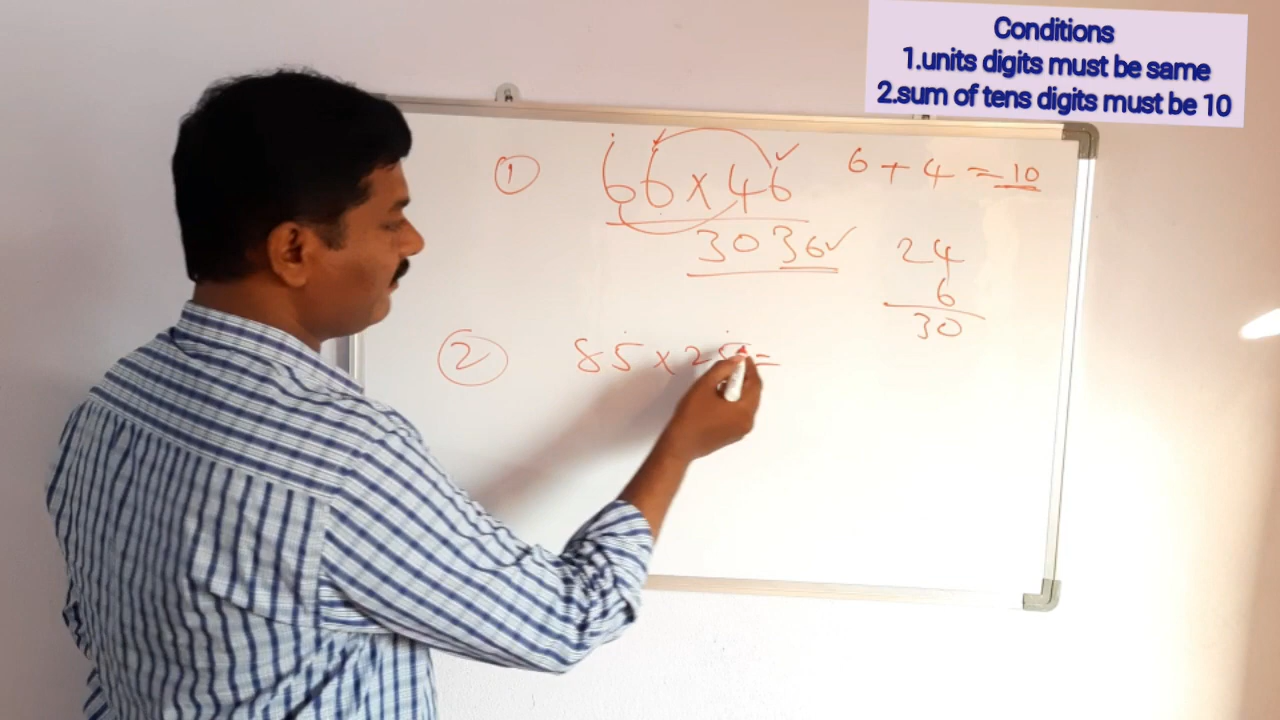 Conditions
1.units digits must be same
2.sum of tens digits must be 10
① 66 x 46
3036
6 + 4 = 10
24
6
30
② 85 x 25 =